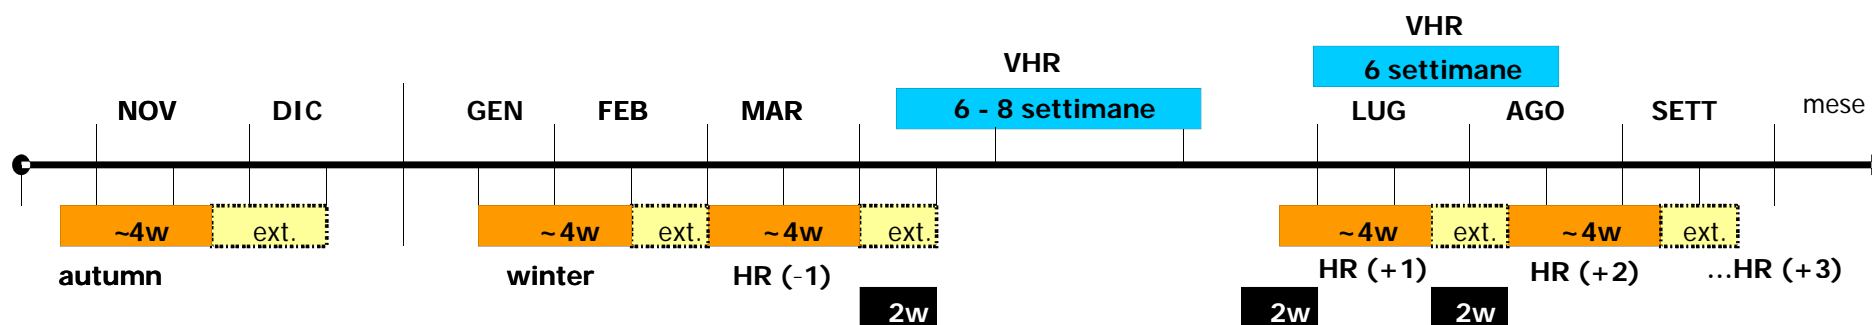 VHR
VHR
6 settimane
6 - 8 settimane
NOV DIC GEN FEB MAR LUG AGO SETT mese
~4w ext. ~4w ext. ~4w ext. ~4w ext. ~4w ext.
autumn winter HR (-1) HR (+1) HR (+2) ...HR (+3)
2w 2w 2w